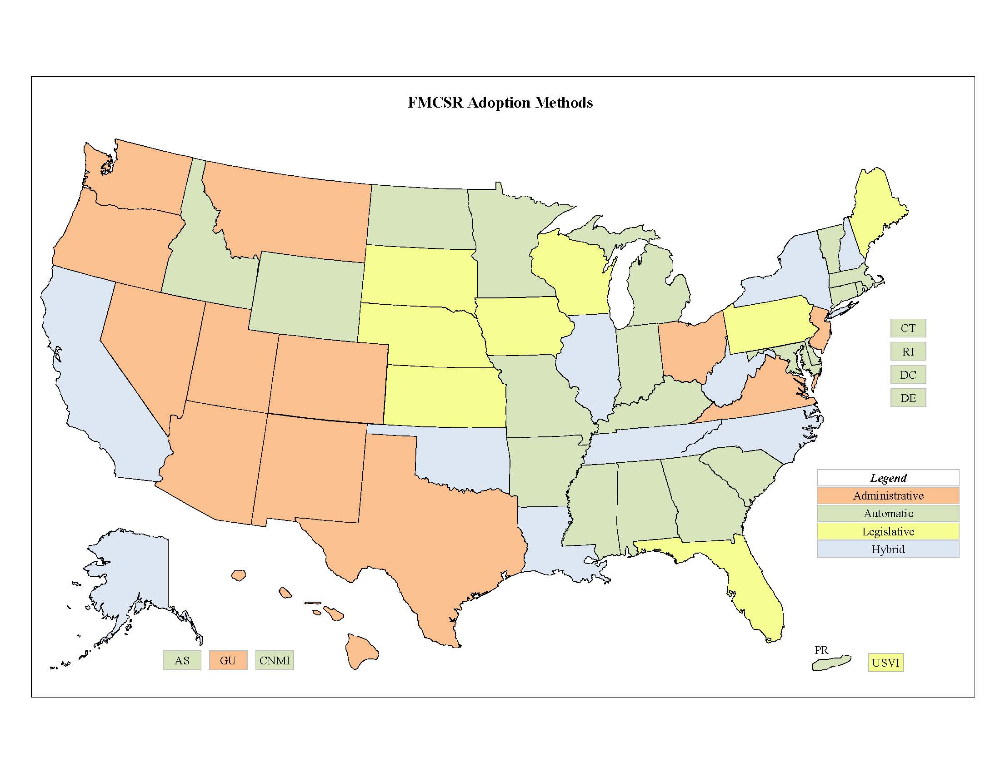 FMCSR Adoption Methods
CT
RI
DC
DE
Legend
Administrative
Automatic
Legislative
Hybrid
AS
GU
CNMI
PR
USVI